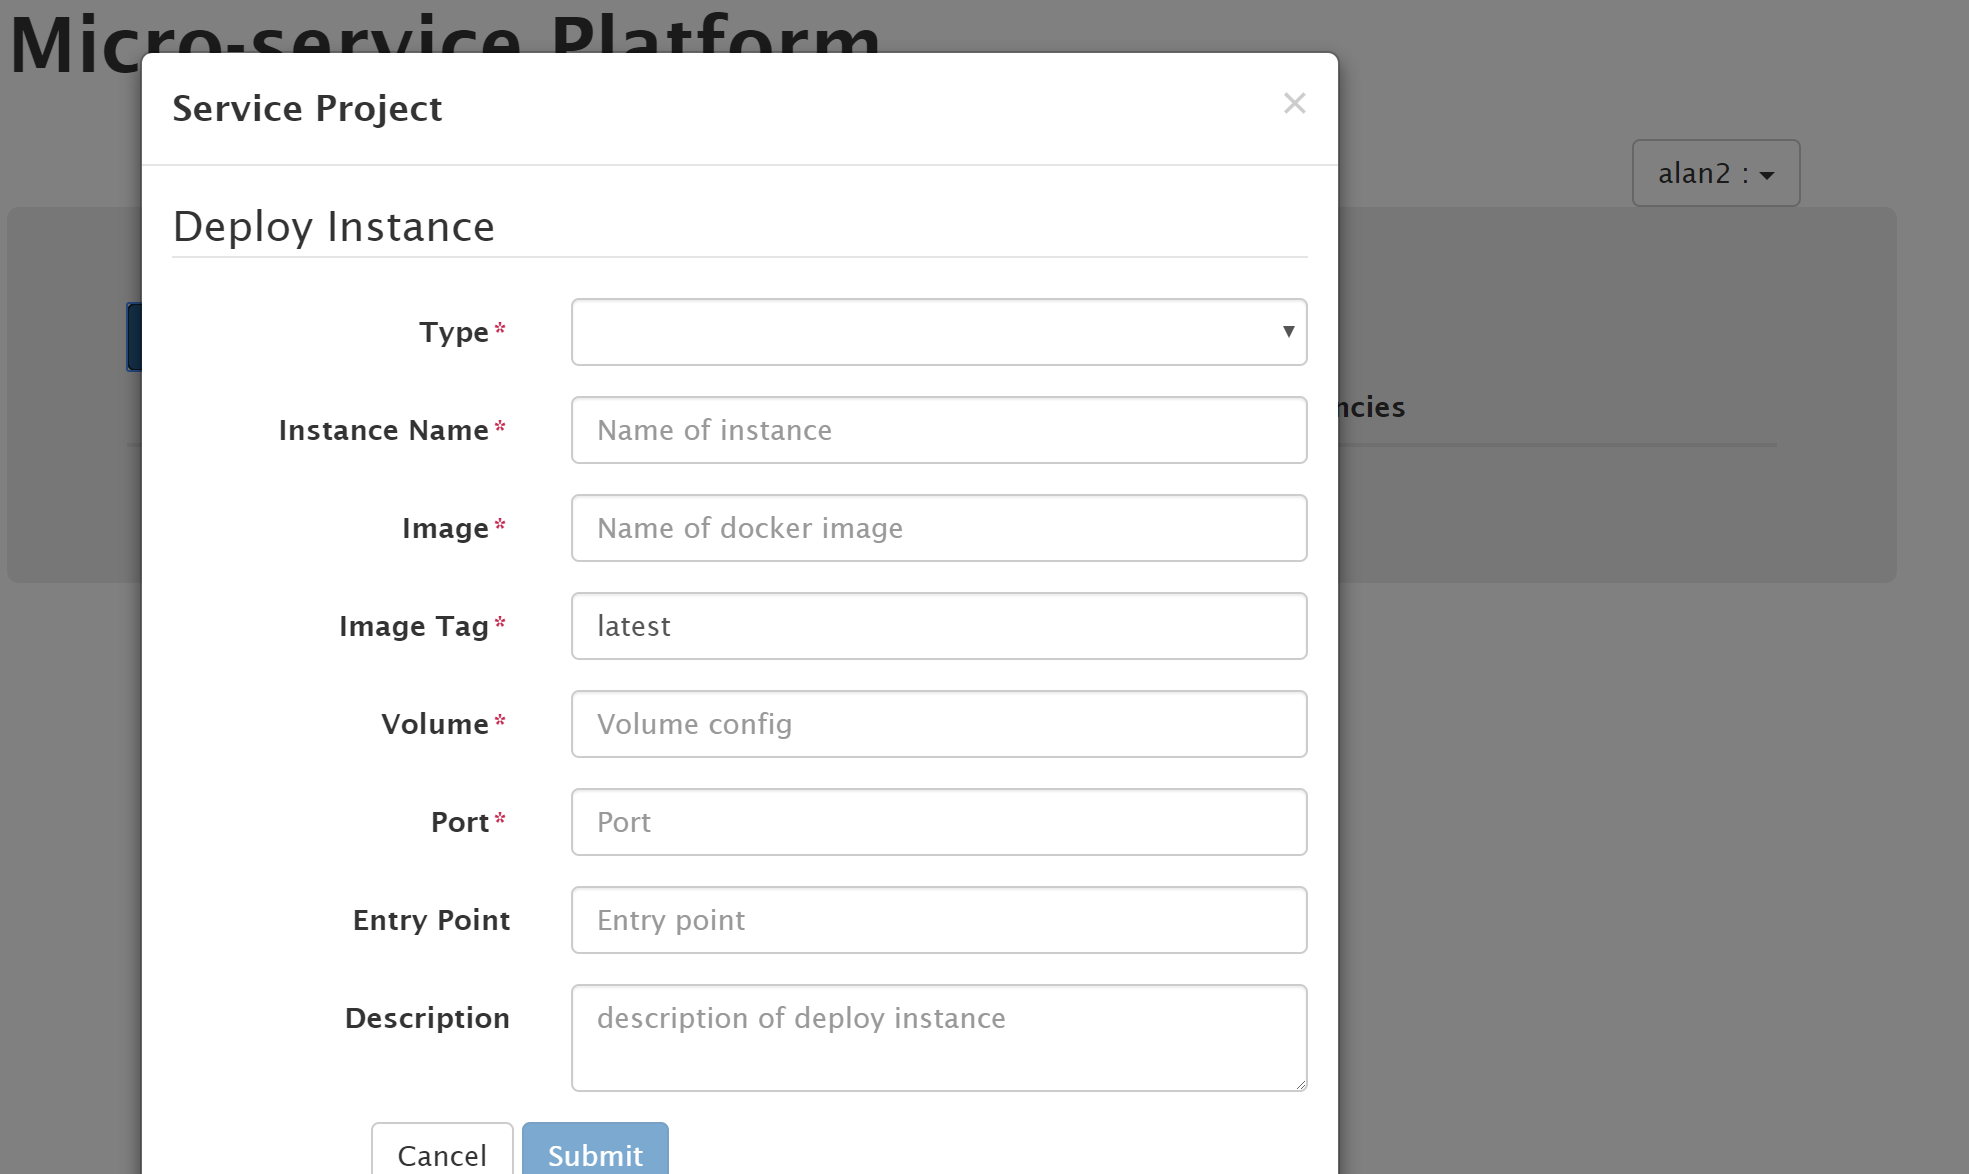 Micro-service Platform
Service Project
×
alan2 :
Deploy Instance
Type*
Instance Name* Name of instance
ncies
Image* Name of docker image
Image Tag* latest
Volume* Volume config
Port* Port
Entry Point Entry point
Description description of deploy instance
Cancel Submit